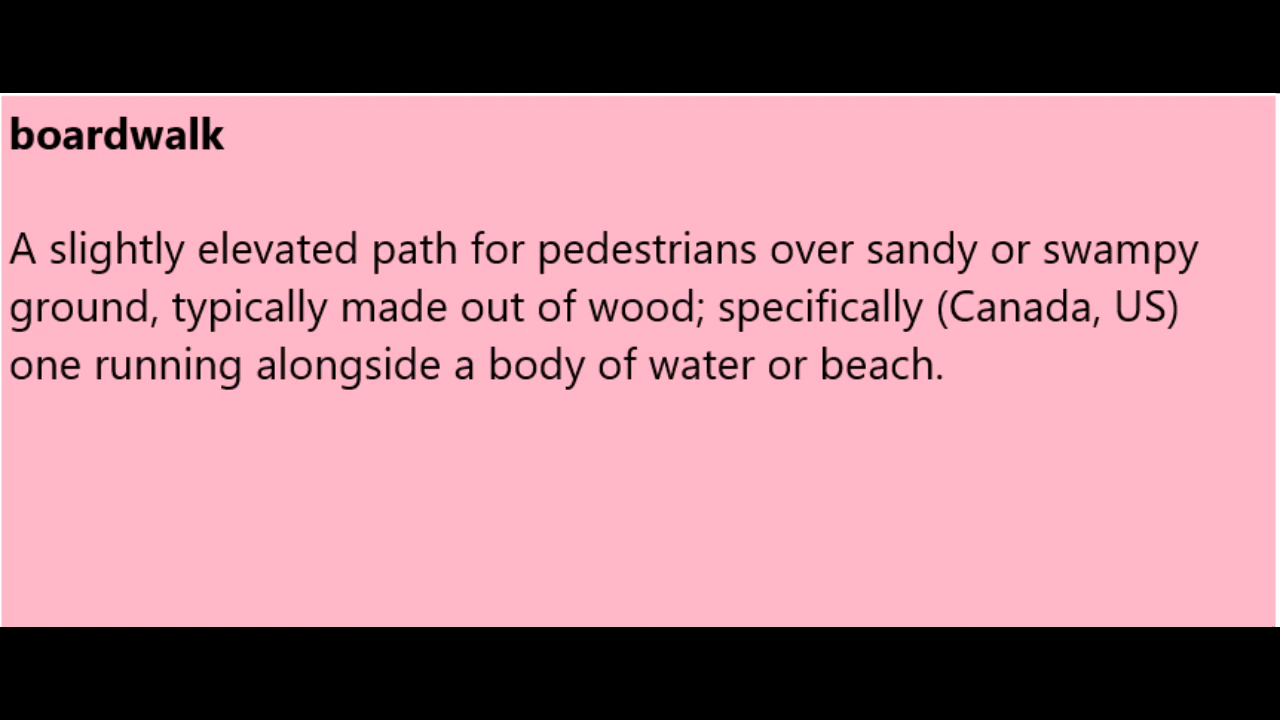 boardwalk
A slightly elevated path for pedestrians over sandy or swampy
ground, typically made out of wood; specifically (Canada, US)
one running alongside a body of water or beach.